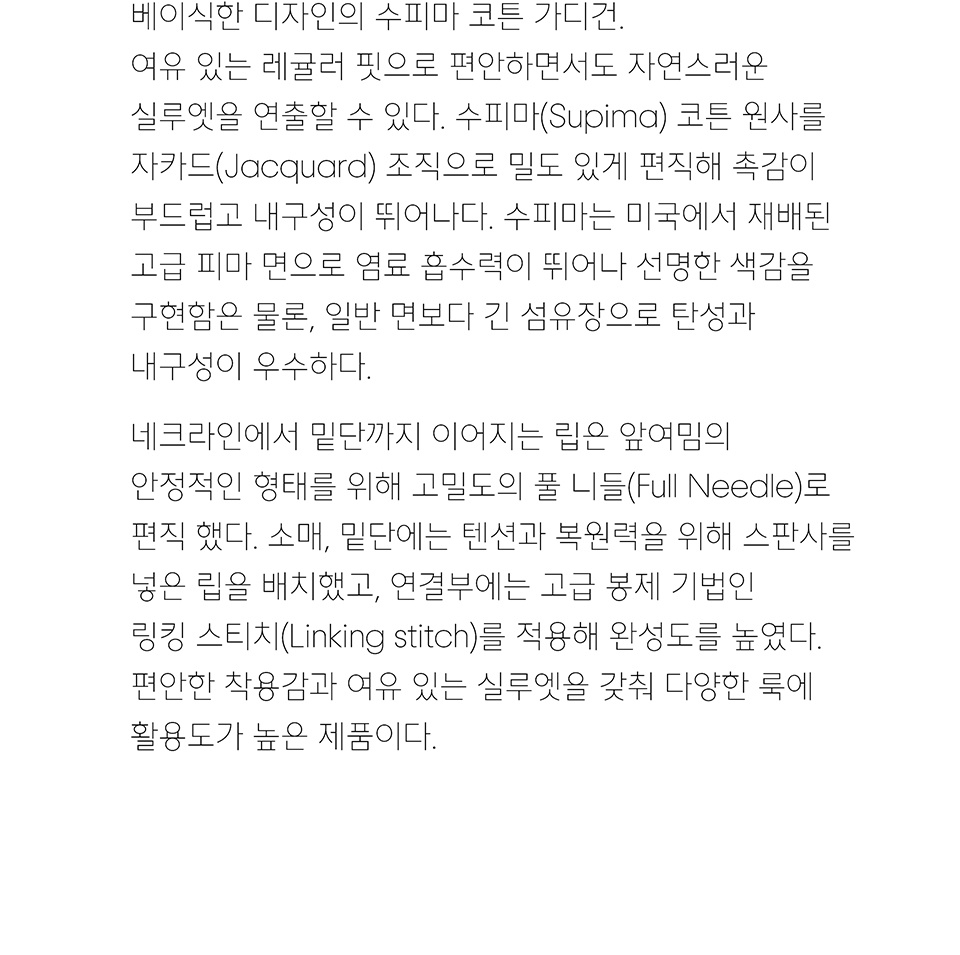 베이식한 디자인의 수피마 코튼 가디건.
여유 있는 레귤러 핏으로 편안하면서도 자연스러운
실루엣을 연출할 수 있다. 수피마(Supima) 코튼 원사를
자카드(Jacquard) 조직으로 밀도 있게 편직해 촉감이
부드럽고 내구성이 뛰어나다. 수피마는 미국에서 재배된
고급 피마 면으로 염료 흡수력이 뛰어나 선명한 색감을
구현함은 물론, 일반 면보다 긴 섬유장으로 탄성과
내구성이 우수하다.
네크라인에서 밑단까지 이어지는 립은 앞여밈의
안정적인 형태를 위해 고밀도의 풀 니들(Full Needle)로
편직 했다. 소매, 밑단에는 텐션과 복원력을 위해 스판사를
넣은 립을 배치했고, 연결부에는 고급 봉제 기법인
링킹 스티치(Linking stitch)를 적용해 완성도를 높였다.
편안한 착용감과 여유 있는 실루엣을 갖춰 다양한 룩에
활용도가 높은 제품이다.